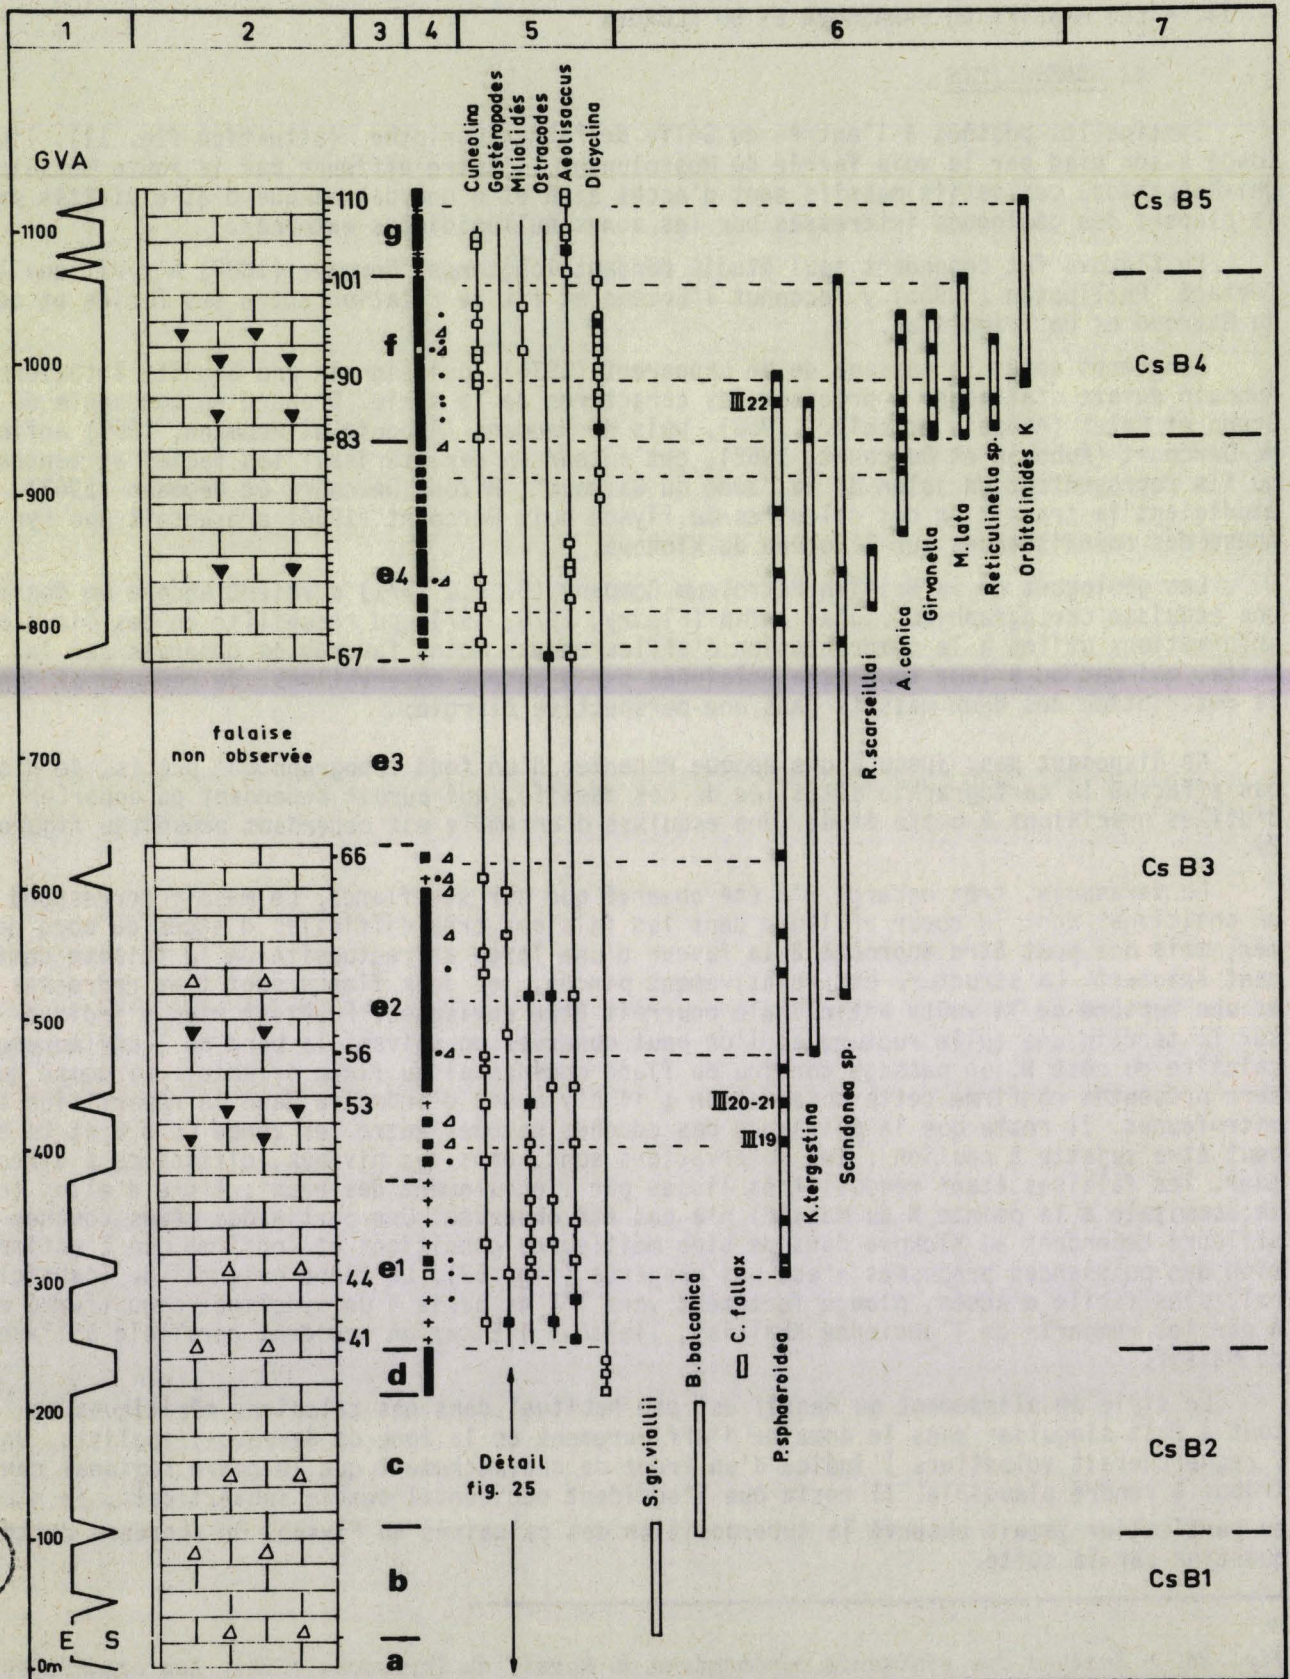 1 2 3 4 5 6 7
Cuneolina
Gastéropodes
Milialidés
Ostracodes
Aeolisaccus
Dicyclina
GVA
110
g
Cs B5
1100
101
f
1000
90
Cs B4
III22
83
900
e4
800
67
Reticulinella sp.
Orbitolinidés K
M. lata
Girvanella
A. conica
R. scarseillai
falaise
non observée
e3
700
66
Cs B3
600
e2
500
56
53
III20-21
III19
400
K. tergestina
Scandonea sp.
e1
44
300
41
B. balcanica
C. fallax
P. sphaeroidea
d
200
c
Détail
fig. 25
S. gr. viallii
Cs B2
100
b
Cs B1
E S
a
0m